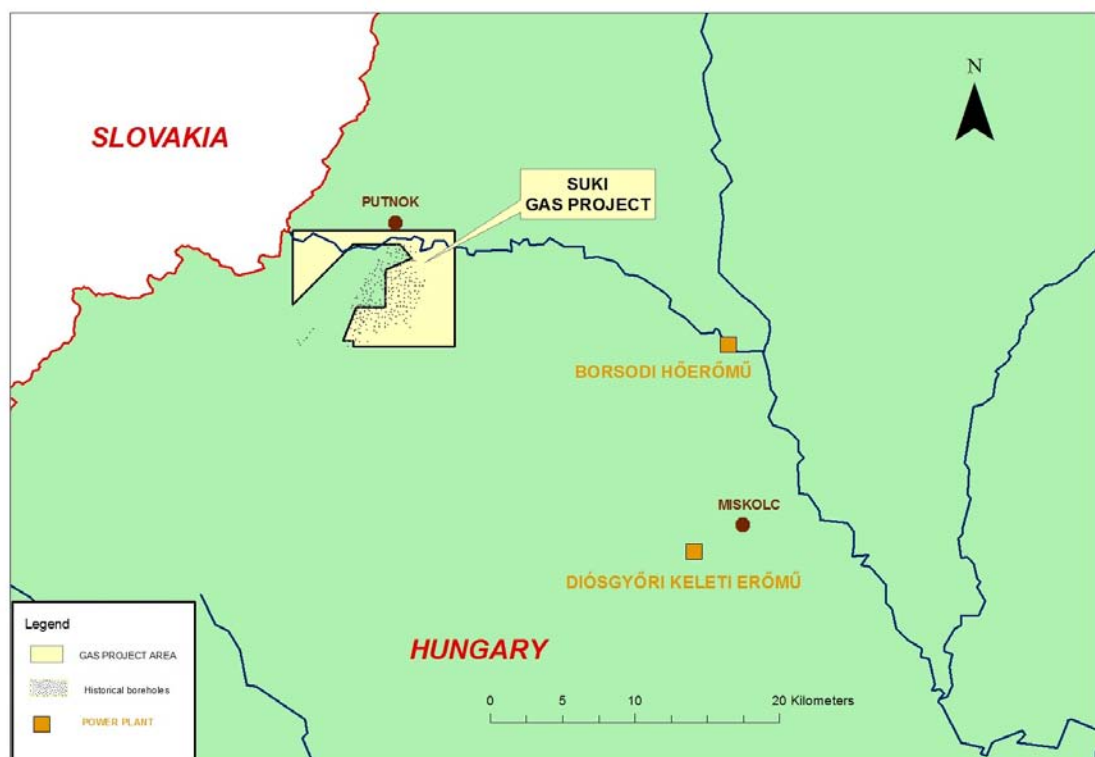 N
SLOVAKIA
SUKI
GAS PROJECT
PUTNOK
BORSODI HŐERŐMŰ
MISKOLC
DIÓSGYŐRI KELETI ERŐMŰ
HUNGARY
Legend
GAS PROJECT AREA
Historical boreholes
POWER PLANT
0 5 10 20 Kilometers